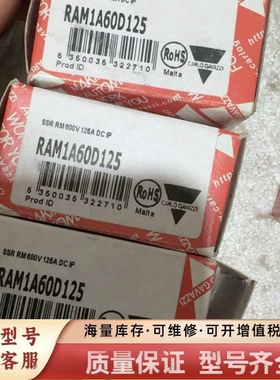 RAM1A60D125
5 350035 322710
Prod ID
RoHS
Malta
CARLO GAVAZZI
SSR RM 600V 125A DC IP
RAM1A60D125
5 350035 322710
Prod ID
RoHS
Malta
CARLO GAVAZZI
SSR RM 600V 125A DC IP
RAM1A60D125
CARLO GAVAZZI
型号
客服
海量库存·可维修·可开增值税
质量保证 型号齐全